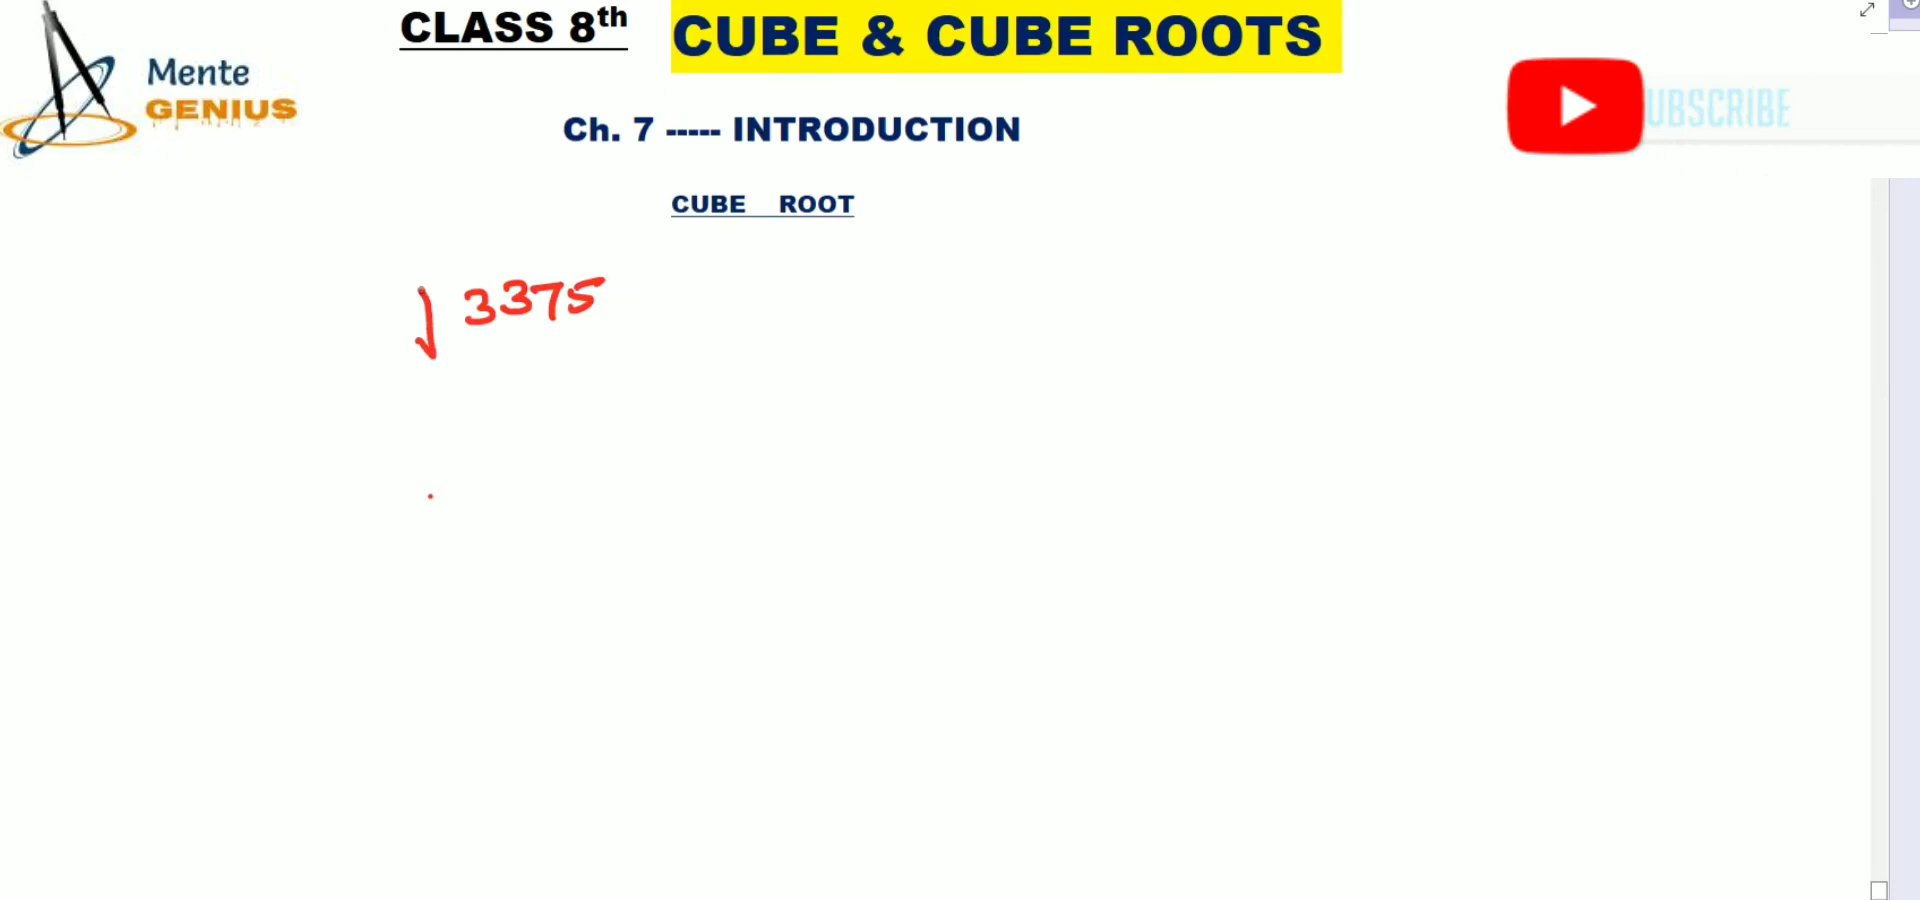 CLASS 8th CUBE & CUBE ROOTS
Mente
GENIUS
UBSCRIBE
Ch. 7 ----- INTRODUCTION
CUBE ROOT
√ 3375